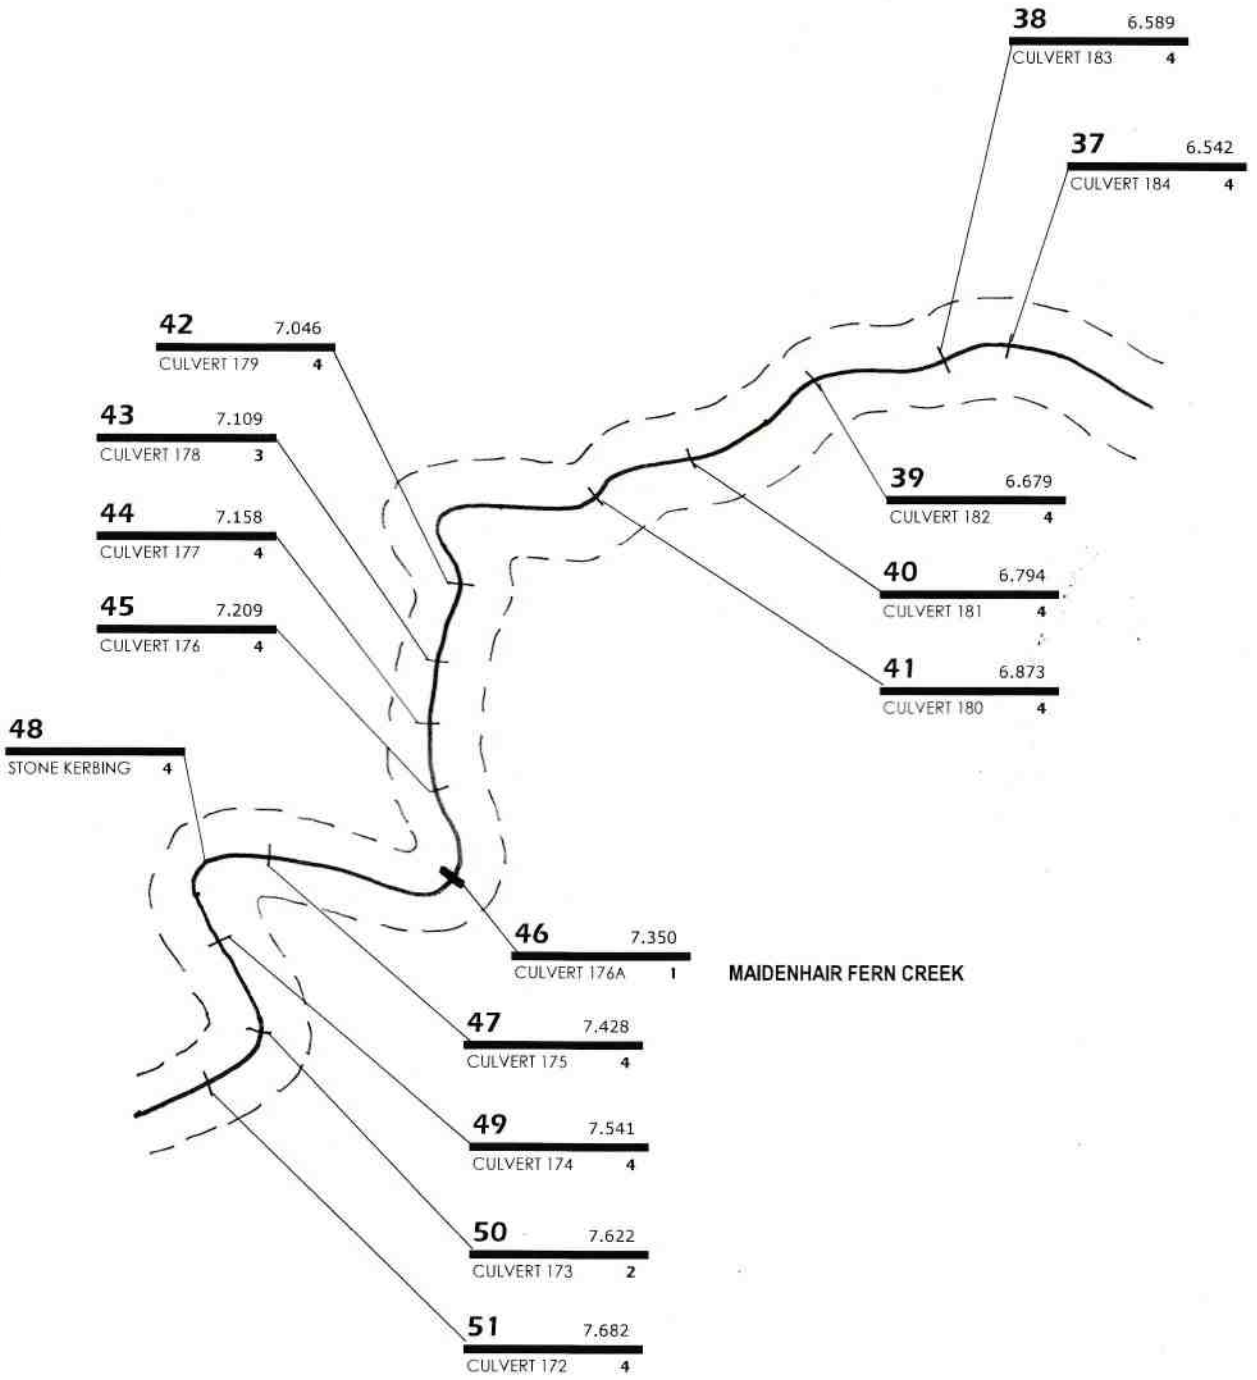 38 6.589
CULVERT 183 4
37 6.542
CULVERT 184 4
42 7.046
CULVERT 179 4
43 7.109
CULVERT 178 3
39 6.679
CULVERT 182 4
44 7.158
CULVERT 177 4
40 6.794
CULVERT 181 4
45 7.209
CULVERT 176 4
41 6.873
CULVERT 180 4
48
STONE KERBING 4
46 7.350
CULVERT 176A 1
MAIDENHAIR FERN CREEK
47 7.428
CULVERT 175 4
49 7.541
CULVERT 174 4
50 7.622
CULVERT 173 2
51 7.682
CULVERT 172 4